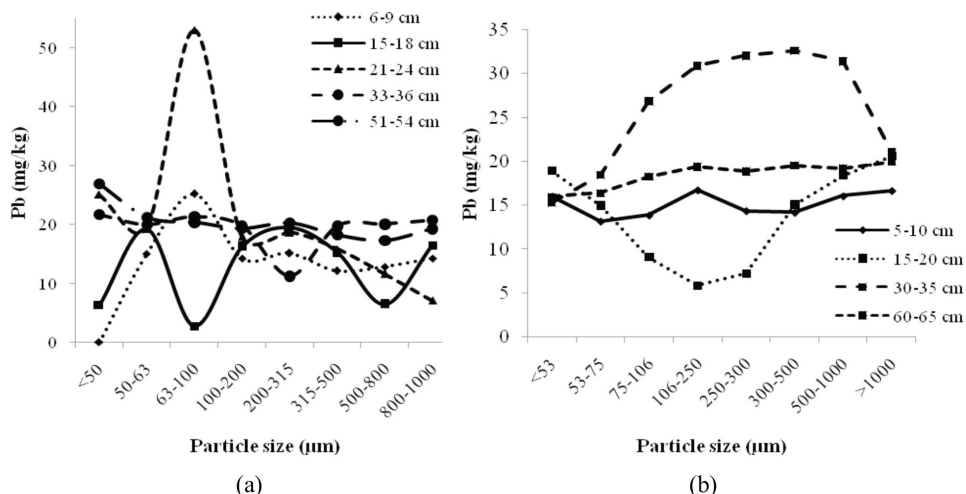 6-9 cm
15-18 cm
21-24 cm
33-36 cm
51-54 cm
Pb (mg/kg)
50
40
30
20
10
0
<50
50-63
63-100
100-200
200-315
315-500
500-800
800-1000
Particle size (µm)
(a)
Pb (mg/kg)
35
30
25
20
15
10
5
0
5-10 cm
15-20 cm
30-35 cm
60-65 cm
<53
53-75
75-106
106-250
250-300
300-500
500-1000
>1000
Particle size (µm)
(b)